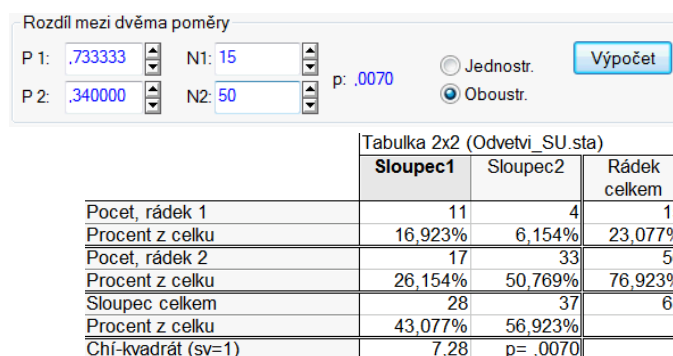 Rozdíl mezi dvěma poměry
P 1: ,733333 N1: 15 p: ,0070 Jednostr. Výpočet
P 2: ,340000 N2: 50 Oboustr.
Tabulka 2x2 (Odvetvi_SU.sta)
Sloupec1 Sloupec2 Rádek
celkem
Pocet, rádek 1 11 4 1
Procent z celku 16,923% 6,154% 23,077%
Pocet, rádek 2 17 33 5
Procent z celku 26,154% 50,769% 76,923%
Sloupec celkem 28 37 6
Procent z celku 43,077% 56,923%
Chí-kvadrát (sv=1) 7,28 p= ,0070